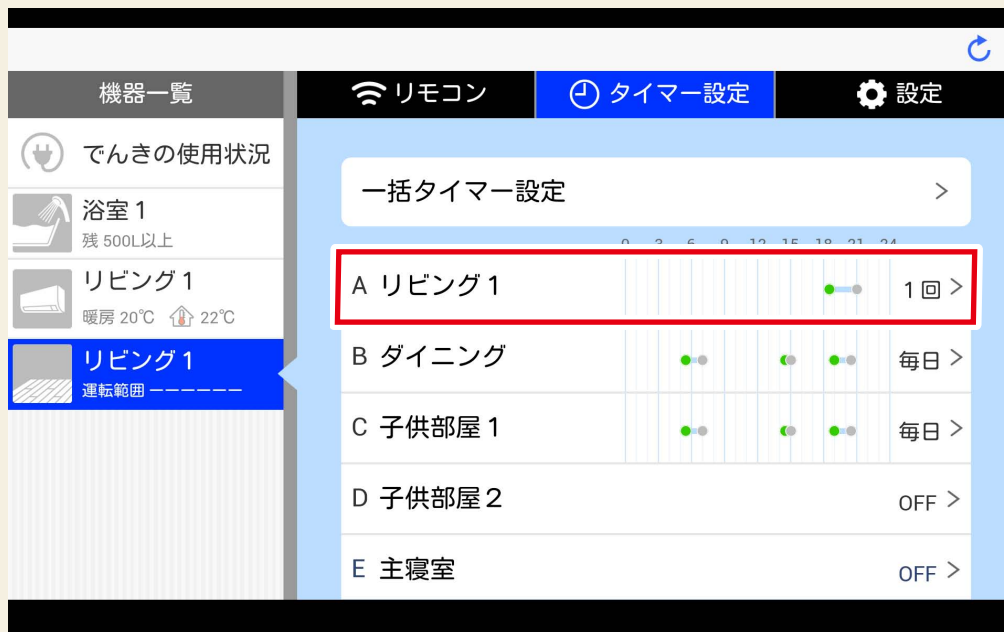 機器一覧
リモコン
タイマー設定
設定
でんきの使用状況
浴室1
残 500L以上
リビング1
暖房 20℃ 22℃
リビング1
運転範囲 ーーーーーー
一括タイマー設定 >
0 3 6 9 12 15 18 21 24
A リビング1 1回 >
B ダイニング 毎日 >
C 子供部屋1 毎日 >
D 子供部屋2 OFF >
E 主寝室 OFF >